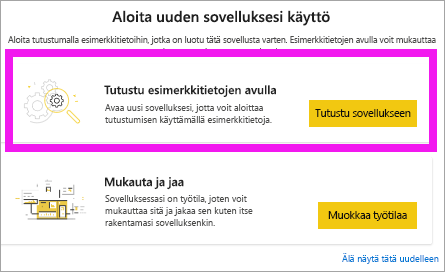 Aloita uuden sovelluksesi käyttö
Aloita tutustumalla esimerkkitietoihin, jotka on luotu tätä sovellusta varten. Esimerkkitietojen avulla voit mukauttaa
Tutustu esimerkkitietojen avulla
Avaa uusi sovelluksesi, jotta voit aloittaa
tutustumisen käyttämällä esimerkkitietoja.
Tutustu sovellukseen
Mukauta ja jaa
Sovelluksessasi on työtila, joten voit
mukauttaa sitä ja jakaa sen kuten itse
rakentamasi sovelluksenkin.
Muokkaa työtilaa
Älä näytä tätä uudelleen